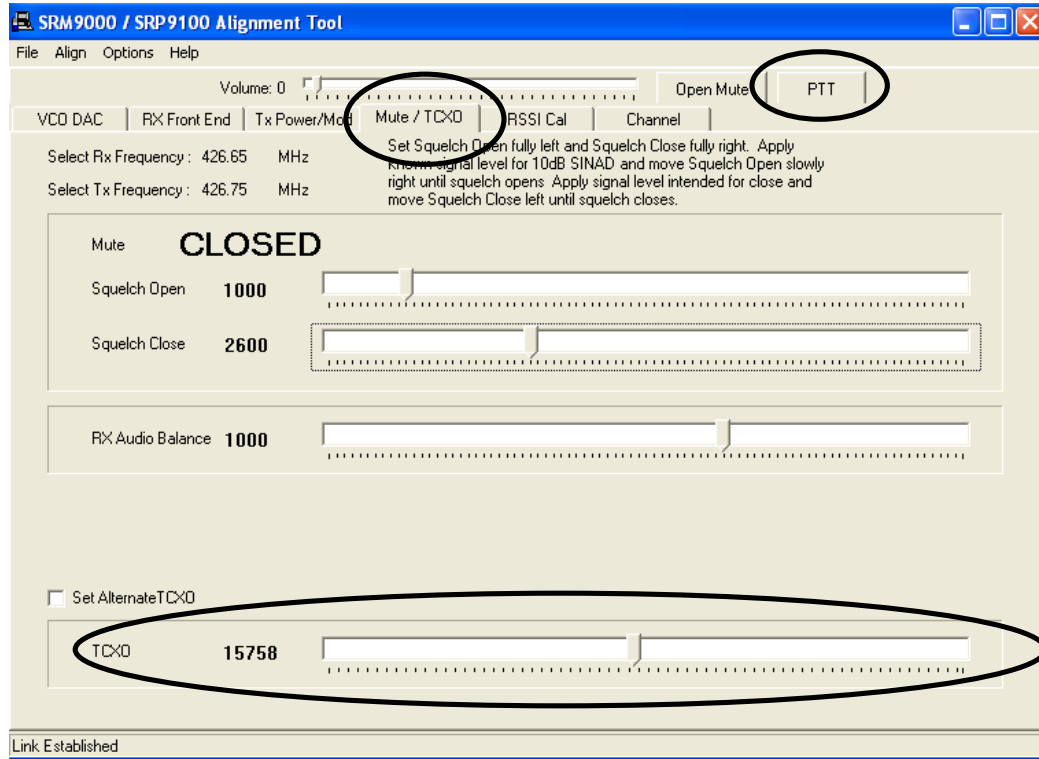 SRM9000 / SRP9100 Alignment Tool
File Align Options Help
Volume: 0 Open Mute PTT
VCO DAC RX Front End Tx Power/Mod Mute / TCXO RSSI Cal Channel
Select Rx Frequency : 426.65 MHz
Select Tx Frequency : 426.75 MHz
Set Squelch Open fully left and Squelch Close fully right. Apply
known signal level for 10dB SINAD and move Squelch Open slowly
right until squelch opens Apply signal level intended for close and
move Squelch Close left until squelch closes.
Mute CLOSED
Squelch Open 1000
Squelch Close 2600
RX Audio Balance 1000
Set AlternateTCXO
TCXO 15758
Link Established